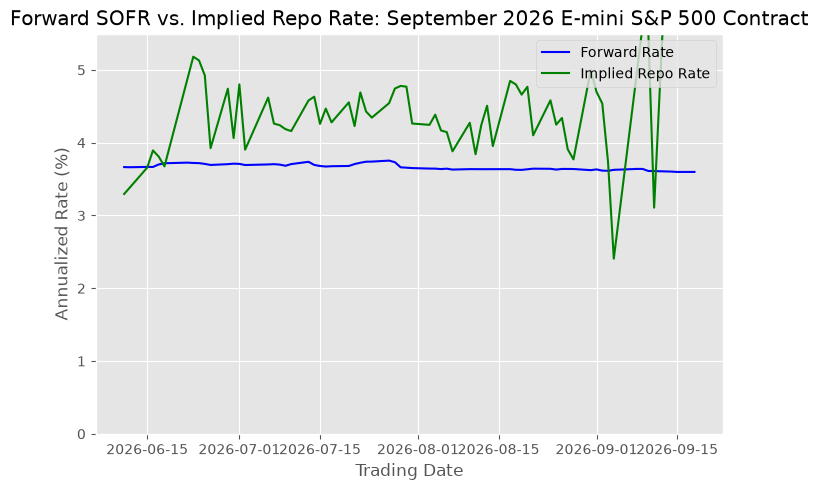 Forward SOFR vs. Implied Repo Rate: September 2026 E-mini S&P 500 Contract
Forward Rate
Implied Repo Rate
Annualized Rate (%)
5
4
3
2
1
0
2026-06-15
2026-07-01
2026-07-15
2026-08-01
2026-08-15
2026-09-01
2026-09-15
Trading Date